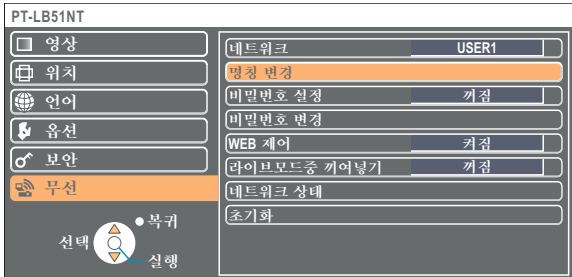 PT-LB51NT
영상
위치
언어
옵션
보안
무선
복귀
선택
실행
네트워크 USER1
명칭 변경
비밀번호 설정 꺼짐
비밀번호 변경
WEB 제어 켜짐
라이브모드중 끼여넣기 꺼짐
네트워크 상태
초기화